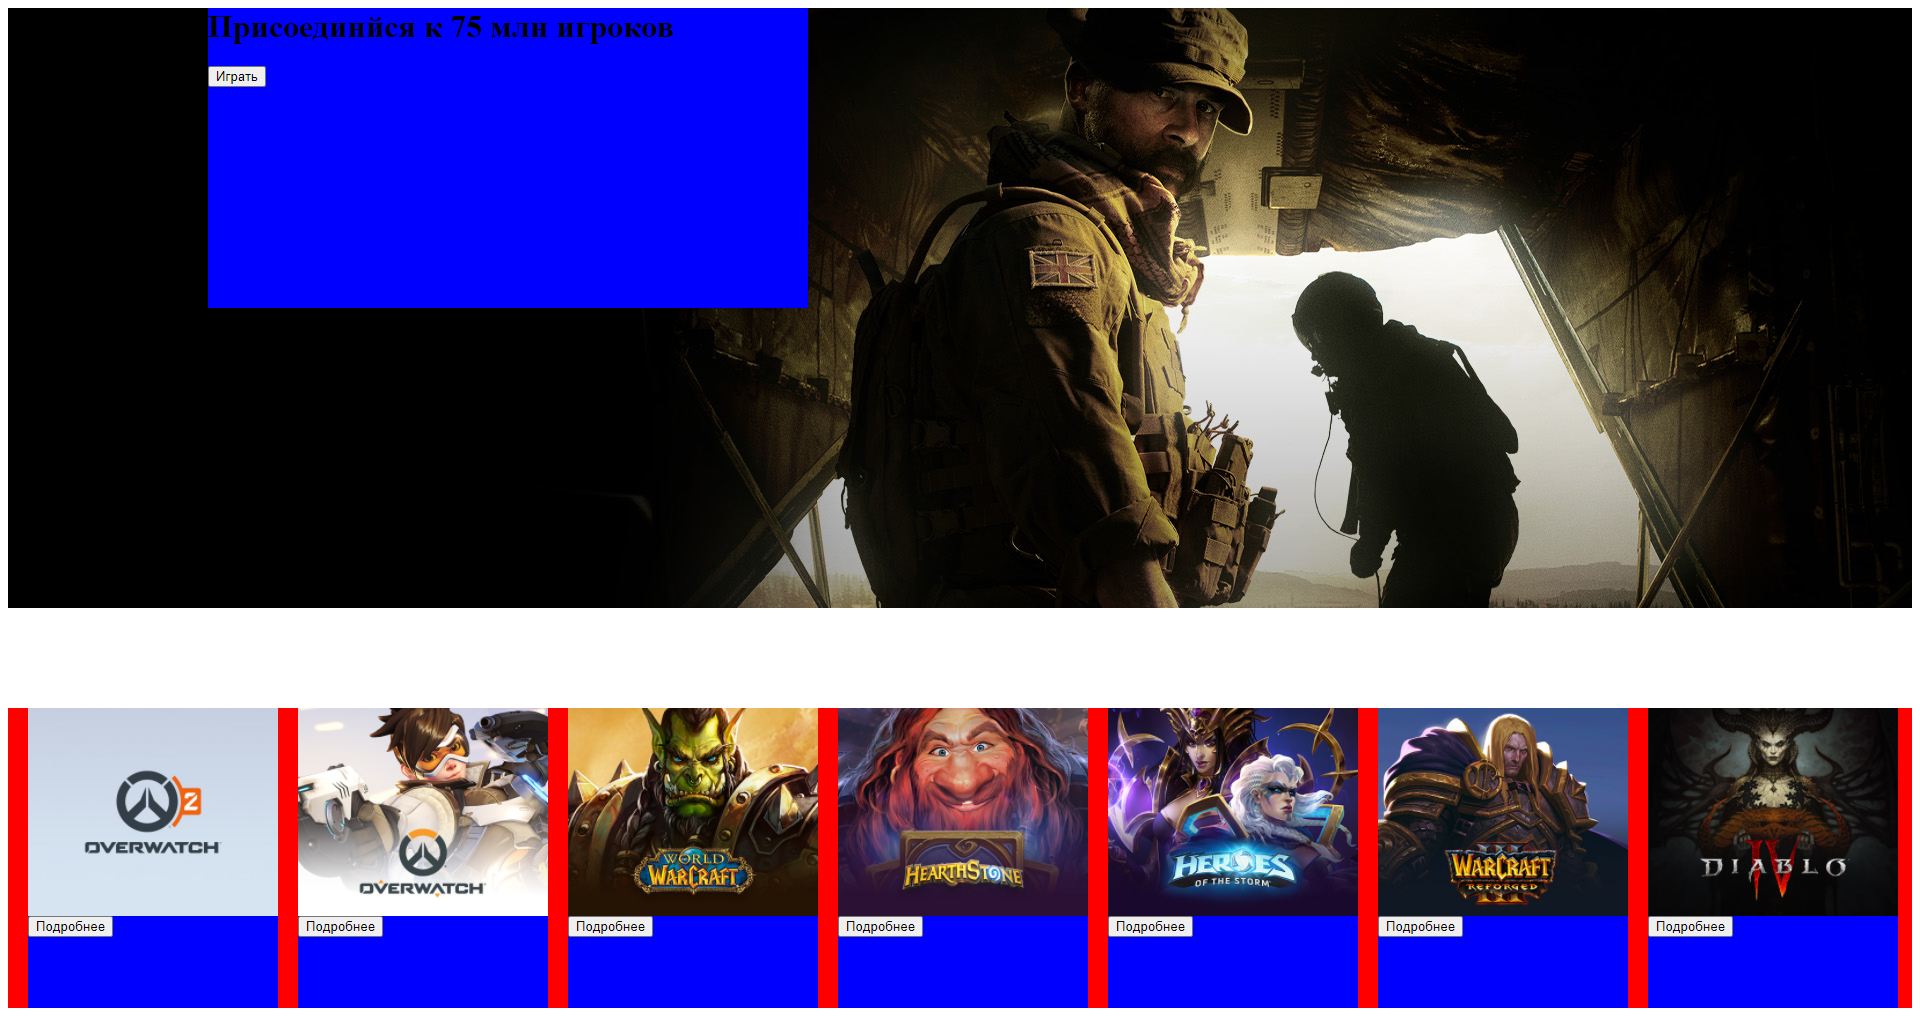 Присоединйся к 75 млн игроков
Играть
2
OVERWATCH
OVERWATCH
WORLD
OF
WARCRAFT
HEARTHSTONE
HEROES
OF THE STORM
III
WARCRAFT
REFORGED
DIABLO
IV
Подробнее
Подробнее
Подробнее
Подробнее
Подробнее
Подробнее
Подробнее